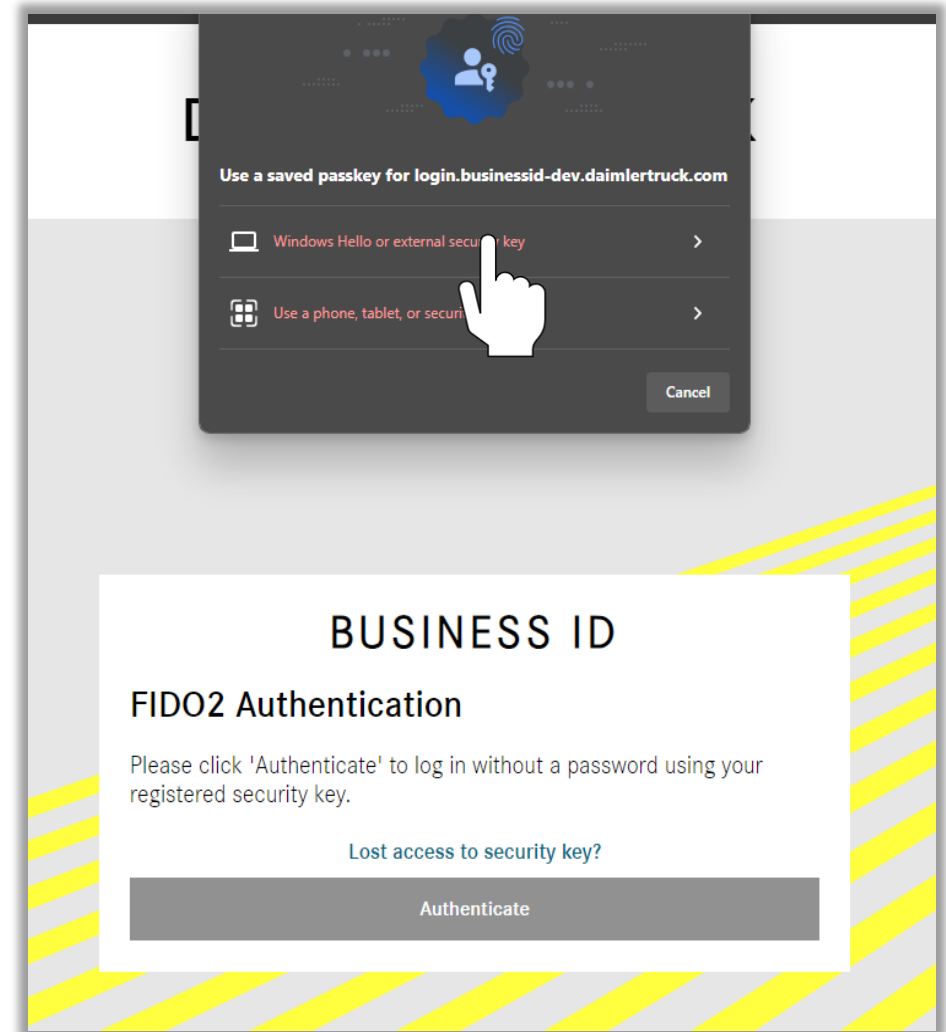 Use a saved passkey for login.businessid-dev.daimlertruck.com
Windows Hello or external security key
Use a phone, tablet, or
Cancel
BUSINESS ID
FIDO2 Authentication
Please click 'Authenticate' to log in without a password using your
registered security key.
Lost access to security key?
Authenticate